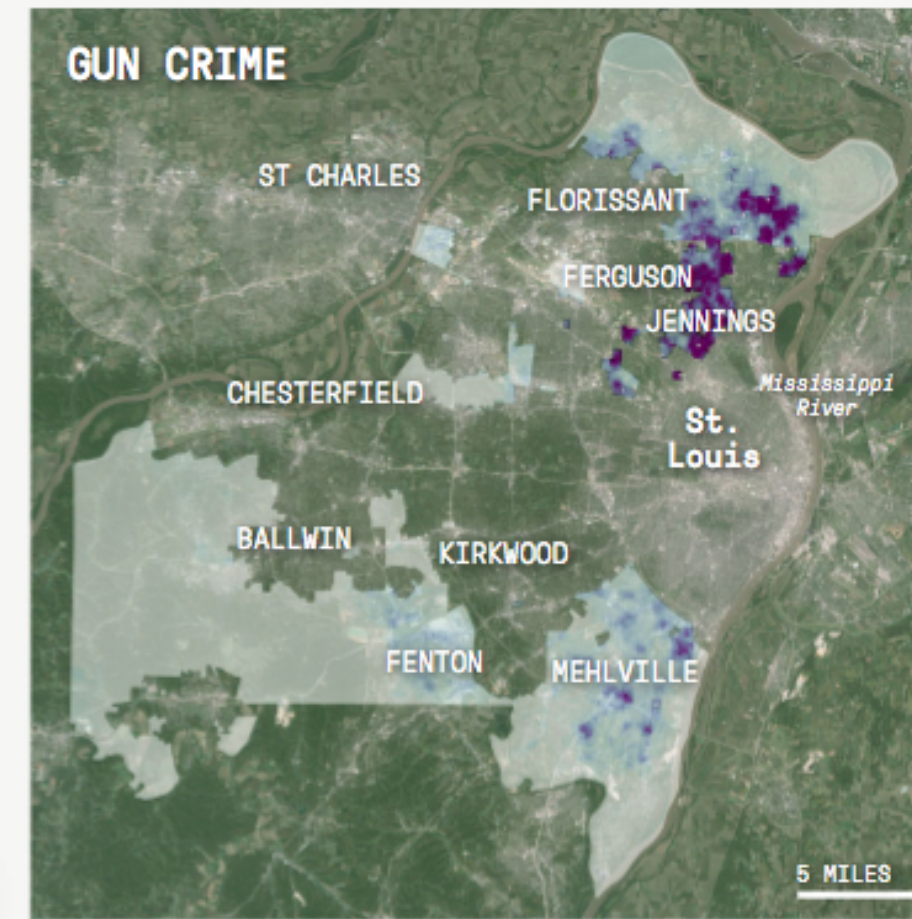 GUN CRIME
ST CHARLES
FLORISSANT
FERGUSON
JENNINGS
CHESTERFIELD
Mississippi
River
St.
Louis
BALLWIN
KIRKWOOD
FENTON
MEHLVILLE
5 MILES